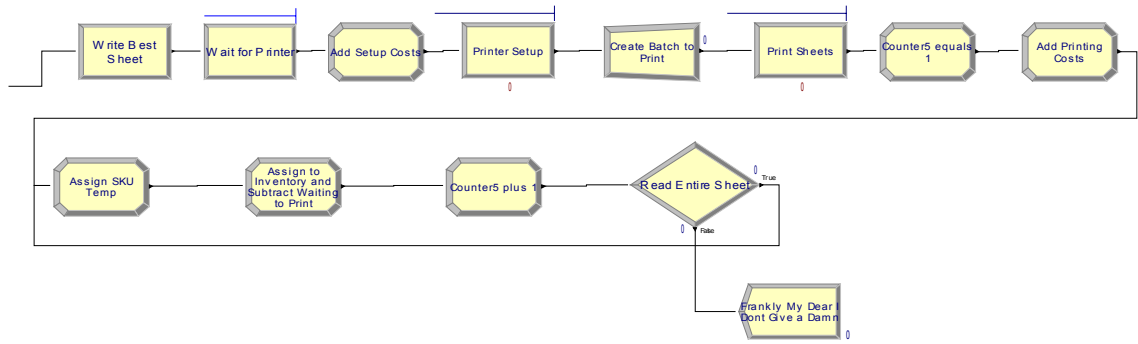 Write Best
Sheet
Wait for Printer
Add Setup Costs
Printer Setup
0
Create Batch to
Print
0
Print Sheets
0
Counter5 equals
1
Add Printing
Costs
Assign SKU
Temp
Assign to
Inventory and
Subtract Waiting
to Print
Counter5 plus 1
Read Entire Sheet
0
True
0
False
Frankly My Dear I
Dont Give a Damn
0